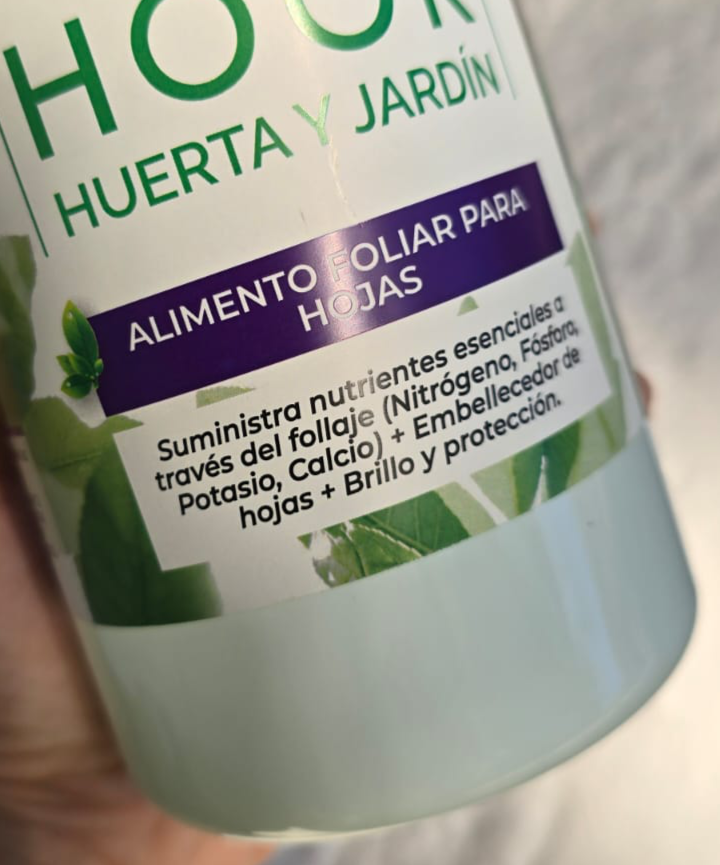 HOOK
HUERTA Y JARDÍN
ALIMENTO FOLIAR PARA
HOJAS
Suministra nutrientes esenciales a
través del follaje (Nitrógeno, Fósforo,
Potasio, Calcio) + Embellecedor de
hojas + Brillo y protección.